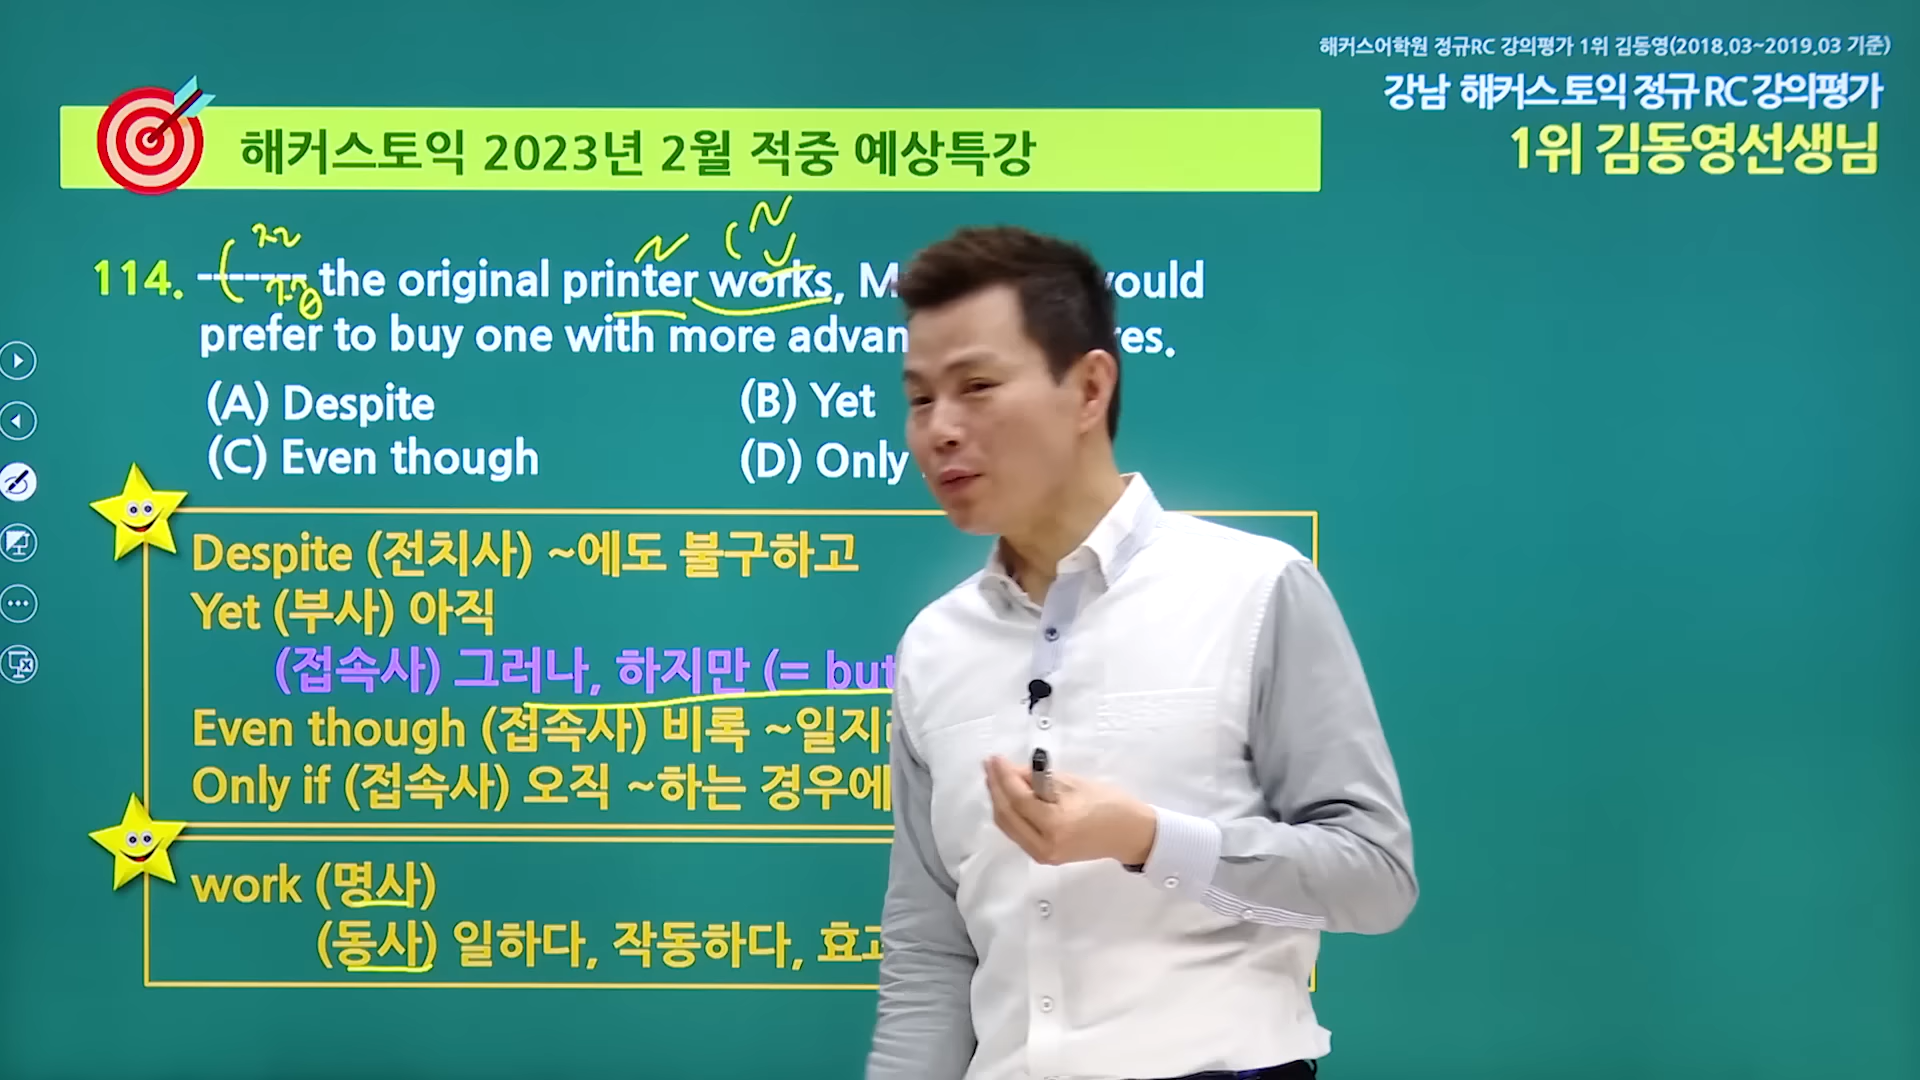 해커스어학원 정규RC 강의평가 1위 김동영(2018.03~2019.03 기준)
강남 해커스 토익 정규 RC 강의평가
1위 김동영선생님
해커스토익 2023년 2월 적중 예상특강
전
N
(N
V
접
114. ------- the original printer works, M ould
prefer to buy one with more advan res.
(A) Despite (B) Yet
(C) Even though (D) Only
Despite (전치사) ~에도 불구하고
Yet (부사) 아직
(접속사) 그러나, 하지만 (= but
Even though (접속사) 비록 ~일지
Only if (접속사) 오직 ~하는 경우에
work (명사)
(동사) 일하다, 작동하다, 효과